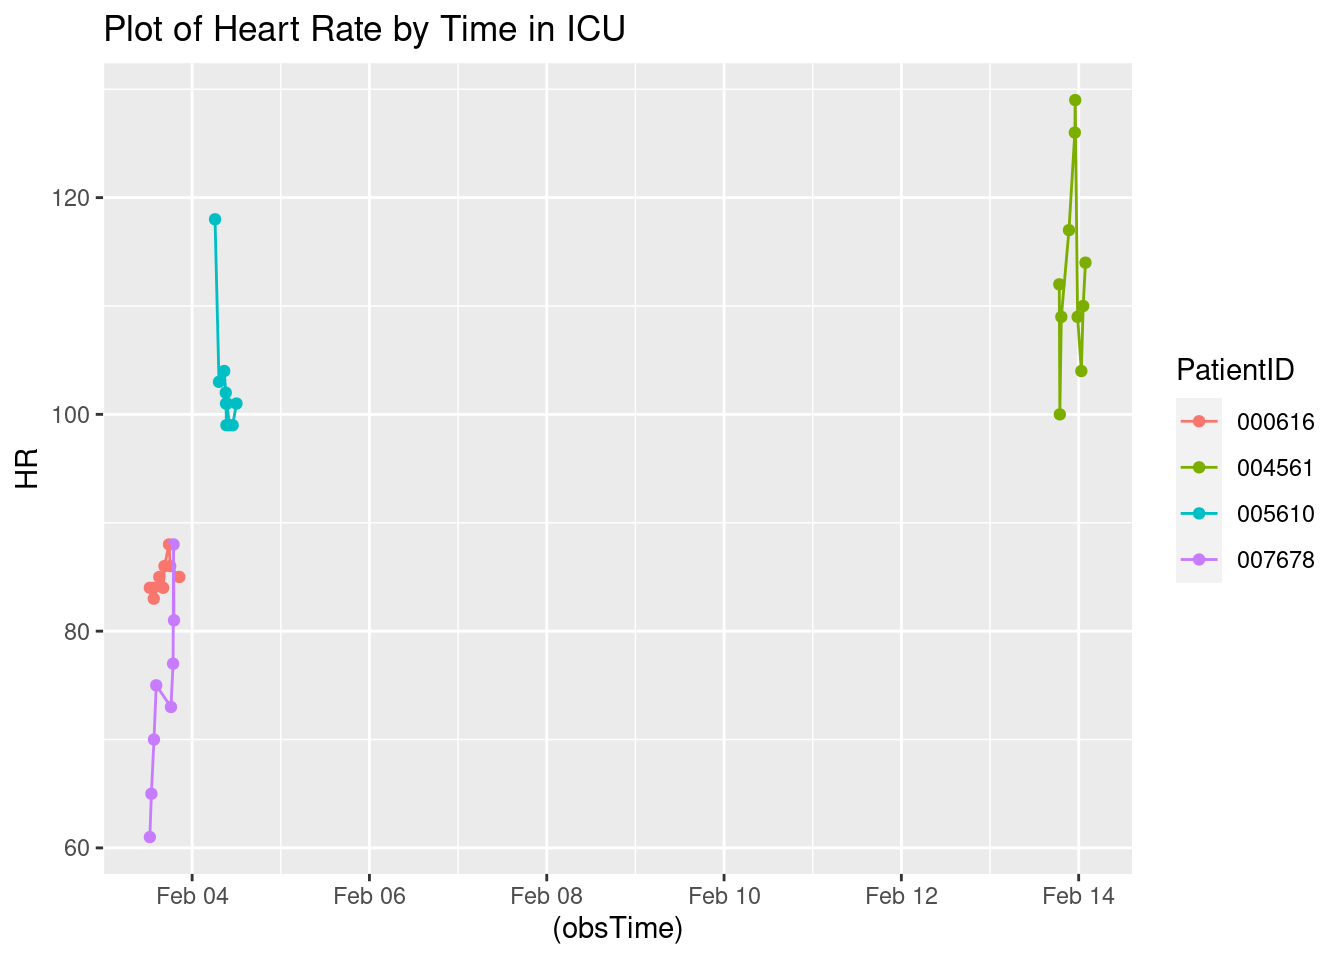 Plot of Heart Rate by Time in ICU
HR
120
100
80
60
Feb 04 Feb 06 Feb 08 Feb 10 Feb 12 Feb 14
(obsTime)
PatientID
000616
004561
005610
007678